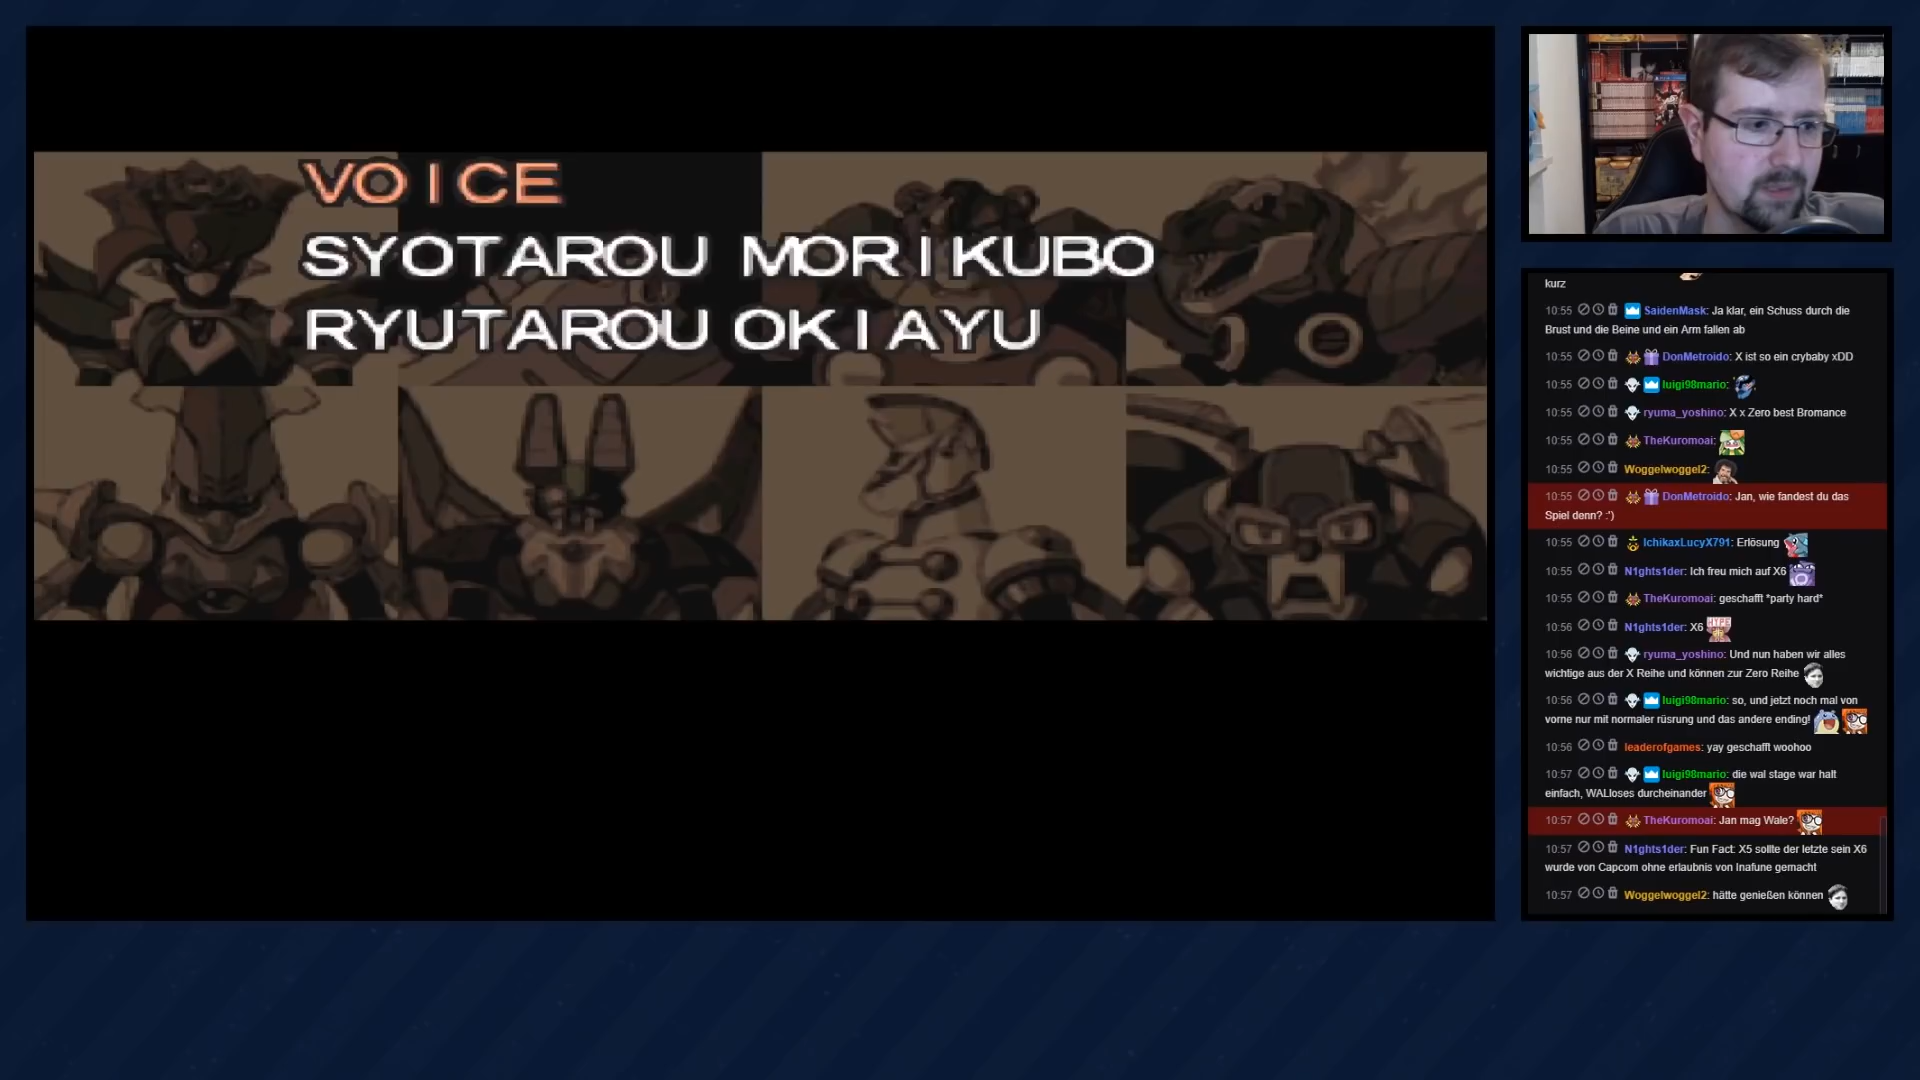 VOICE
SYOTAROU MORIKUBO
RYUTAROU OKIAYU
kurz
10:55 SaidenMask: Ja klar, ein Schuss durch die
Brust und die Beine und ein Arm fallen ab
10:55 DonMetroido: X ist so ein crybaby xDD
10:55 luigi98mario:
10:55 ryuma_yoshino: X x Zero best Bromance
10:55 TheKuromoai:
10:55 Woggelwoggel2:
10:55 DonMetroido: Jan, wie fandest du das
Spiel denn? :')
10:55 IchikaxLucyX791: Erlösung
10:55 N1ghts1der: Ich freu mich auf X6
10:55 TheKuromoai: geschafft *party hard*
10:56 N1ghts1der: X6 HYPE
10:56 ryuma_yoshino: Und nun haben wir alles
wichtige aus der X Reihe und können zur Zero Reihe
10:56 luigi98mario: so, und jetzt noch mal von
vorne nur mit normaler rüsrung und das andere ending!
10:56 leaderofgames: yay geschafft woohoo
10:57 luigi98mario: die wal stage war halt
einfach, WALloses durcheinander
10:57 TheKuromoai: Jan mag Wale?
10:57 N1ghts1der: Fun Fact: X5 sollte der letzte sein X6
wurde von Capcom ohne erlaubnis von Inafune gemacht
10:57 Woggelwoggel2: hätte genießen können